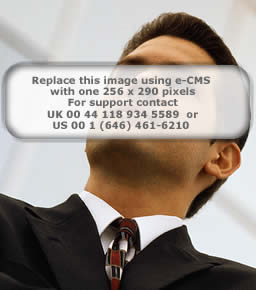 Replace this image using e-CMS
with one 256 x 290 pixels
For support contact
UK 00 44 118 934 5589 or
US 00 1 (646) 461-6210